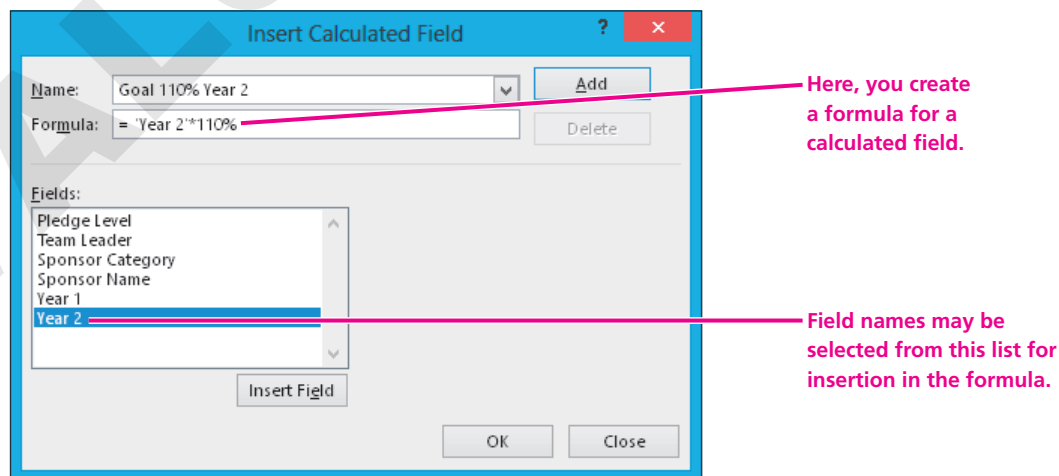 Insert Calculated Field
?
×
Name:
Goal 110% Year 2
Add
Formula:
= 'Year 2'*110%
Delete
Fields:
Pledge Level
Team Leader
Sponsor Category
Sponsor Name
Year 1
Year 2
Insert Field
OK
Close
Here, you create
a formula for a
calculated field.
Field names may be
selected from this list for
insertion in the formula.